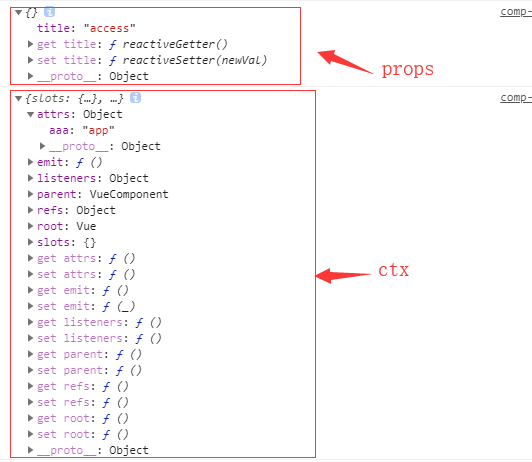 {}
comp-
title: "access"
get title: ƒ reactiveGetter()
set title: ƒ reactiveSetter(newVal)
__proto__: Object
props
{slots: {…}, …}
comp-
attrs: Object
aaa: "app"
__proto__: Object
emit: ƒ ()
listeners: Object
parent: VueComponent
refs: Object
root: Vue
slots: {}
get attrs: ƒ ()
ctx
set attrs: ƒ ()
get emit: ƒ ()
set emit: ƒ (_)
get listeners: ƒ ()
set listeners: ƒ ()
get parent: ƒ ()
set parent: ƒ ()
get refs: ƒ ()
set refs: ƒ ()
get root: ƒ ()
set root: ƒ ()
__proto__: Object